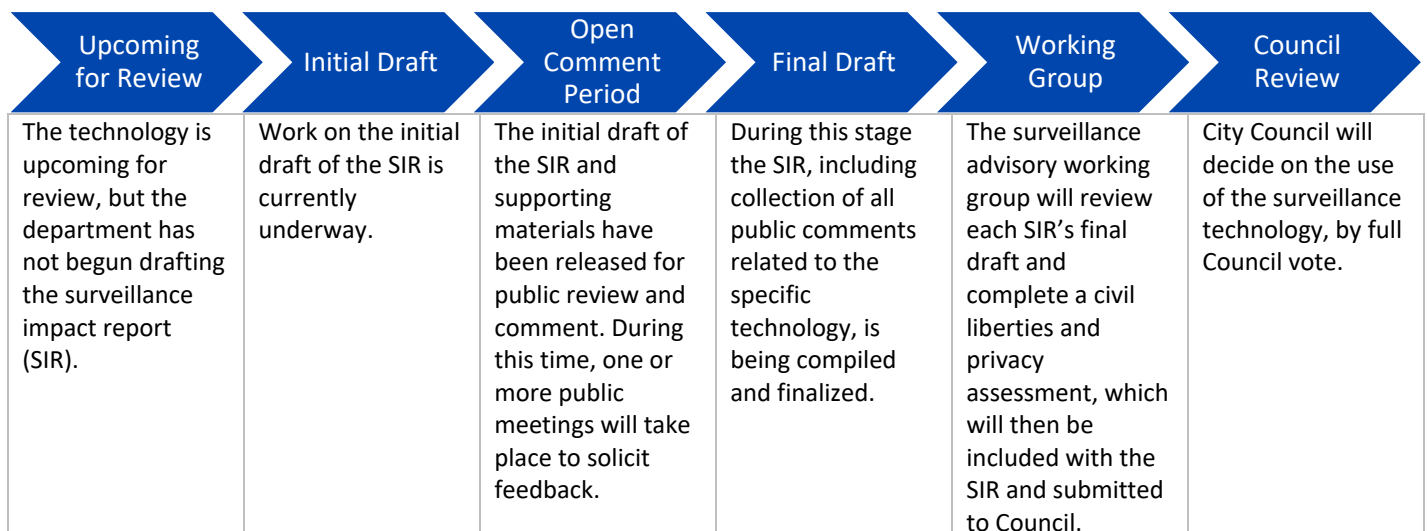 Upcoming
for Review
Initial Draft
Open
Comment
Period
Final Draft
Working
Group
Council
Review
The technology is
upcoming for
review, but the
department has
not begun drafting
the surveillance
impact report
(SIR).
Work on the initial
draft of the SIR is
currently
underway.
The initial draft of
the SIR and
supporting
materials have
been released for
public review and
comment. During
this time, one or
more public
meetings will take
place to solicit
feedback.
During this stage
the SIR, including
collection of all
public comments
related to the
specific
technology, is
being compiled
and finalized.
The surveillance
advisory working
group will review
each SIR’s final
draft and
complete a civil
liberties and
privacy
assessment, which
will then be
included with the
SIR and submitted
to Council.
City Council will
decide on the use
of the surveillance
technology, by full
Council vote.